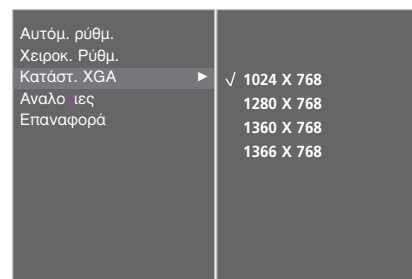 Αυτόμ. ρύθμ.
Χειροκ. Ρύθμ.
Κατάστ. XGA ►
Επαναφορά
√ 1024 X 768
1280 X 768
1360 X 768
1366 X 768